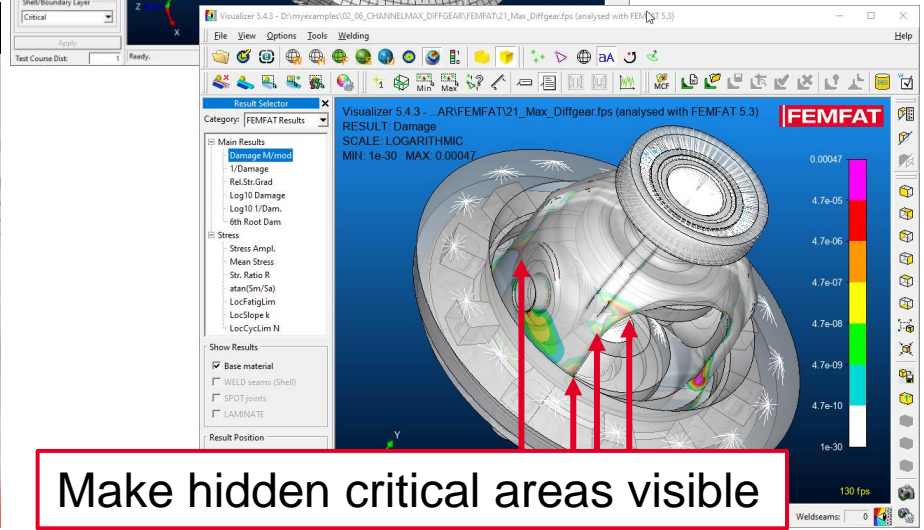 Shell/Boundary Layer
Critical
Apply
Test Course Dist: 1
Ready.
Z
X
Visualizer 5.4.3 - D:\myexamples\02_06_CHANNELMAX_DIFFGEAR\FEMFAT\21_Max_Diffgear.fps (analysed with FEMFAT 5.3)
File View Options Tools Welding Help
aA
Min Max MCF
Result Selector
Category: FEMFAT Results
Main Results
Damage M/mod
1/Damage
Rel.Str.Grad
Log10 Damage
Log10 1/Dam.
6th Root Dam
Stress
Stress Ampl.
Mean Stress
Str. Ratio R
atan(Sm/Sa)
LocFatigLim
LocSlope k
LocCycLim N
Show Results
Base material
WELD seams (Shell)
SPOT joints
LAMINATE
Result Position
Visualizer 5.4.3 - ...AR\FEMFAT\21_Max_Diffgear.fps (analysed with FEMFAT 5.3)
RESULT: Damage
SCALE: LOGARITHMIC
MIN: 1e-30 MAX: 0.00047
FEMFAT
0.00047
4.7e-05
4.7e-06
4.7e-07
4.7e-08
4.7e-09
4.7e-10
1e-30
Y
130 fps
Weldseams: 0
Make hidden critical areas visible